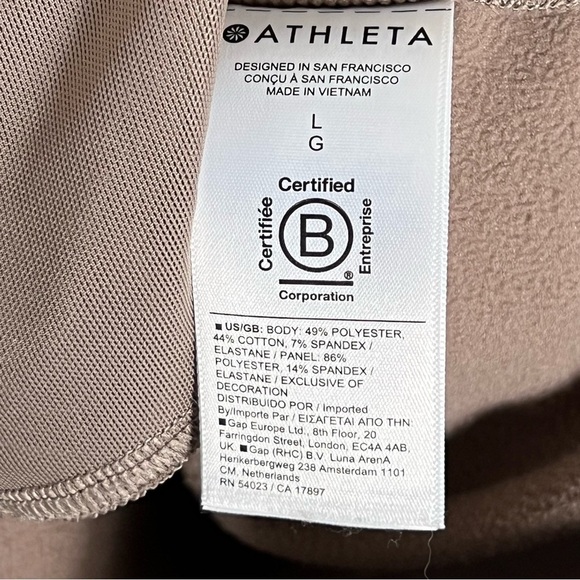 ATHLETA
DESIGNED IN SAN FRANCISCO
CONÇU À SAN FRANCISCO
MADE IN VIETNAM
L
G
Certified
Certifiée
B
Entreprise
®
Corporation
■ US/GB: BODY: 49% POLYESTER,
44% COTTON, 7% SPANDEX /
ELASTANE / PANEL: 86%
POLYESTER, 14% SPANDEX /
ELASTANE / EXCLUSIVE OF
DECORATION
DISTRIBUIDO POR / Imported
By/Importe Par / ΕΙΣΑΓΕΤΑΙ ΑΠΟ ΤΗΝ:
■Gap Europe Ltd., 8th Floor, 20
Farringdon Street, London, EC4A 4AB,
UK. ■Gap (RHC) B.V. Luna ArenA
Herikerbergweg 238 Amsterdam 1101
CM, Netherlands
RN 54023 / CA 17897